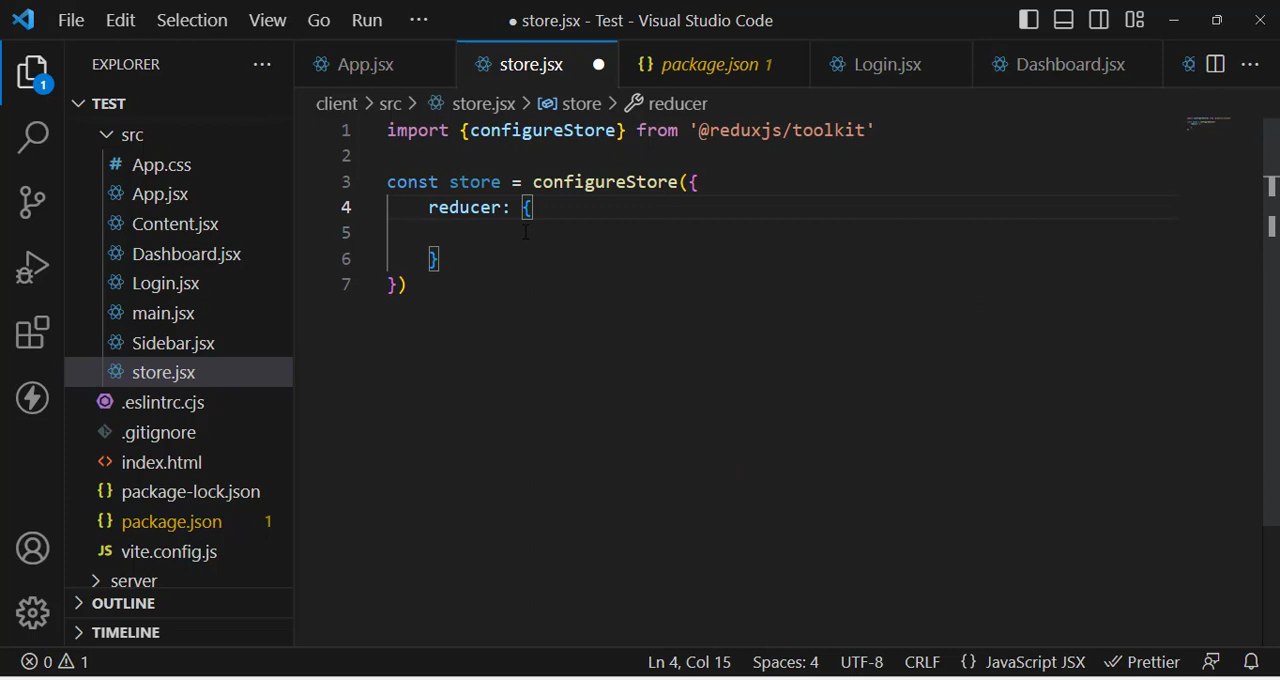 File Edit Selection View Go Run ··· ● store.jsx - Test - Visual Studio Code
EXPLORER ···
1
TEST
src
# App.css
App.jsx
Content.jsx
Dashboard.jsx
Login.jsx
main.jsx
Sidebar.jsx
store.jsx
.eslintrc.cjs
.gitignore
<> index.html
{} package-lock.json
{} package.json 1
JS vite.config.js
server
OUTLINE
TIMELINE
App.jsx store.jsx ● {} package.json 1 Login.jsx Dashboard.jsx ···
client > src > store.jsx > store > reducer
1 import {configureStore} from '@reduxjs/toolkit'
2
3 const store = configureStore({
4 reducer: {
5
6 }
7 })
0 1 Ln 4, Col 15 Spaces: 4 UTF-8 CRLF {} JavaScript JSX Prettier